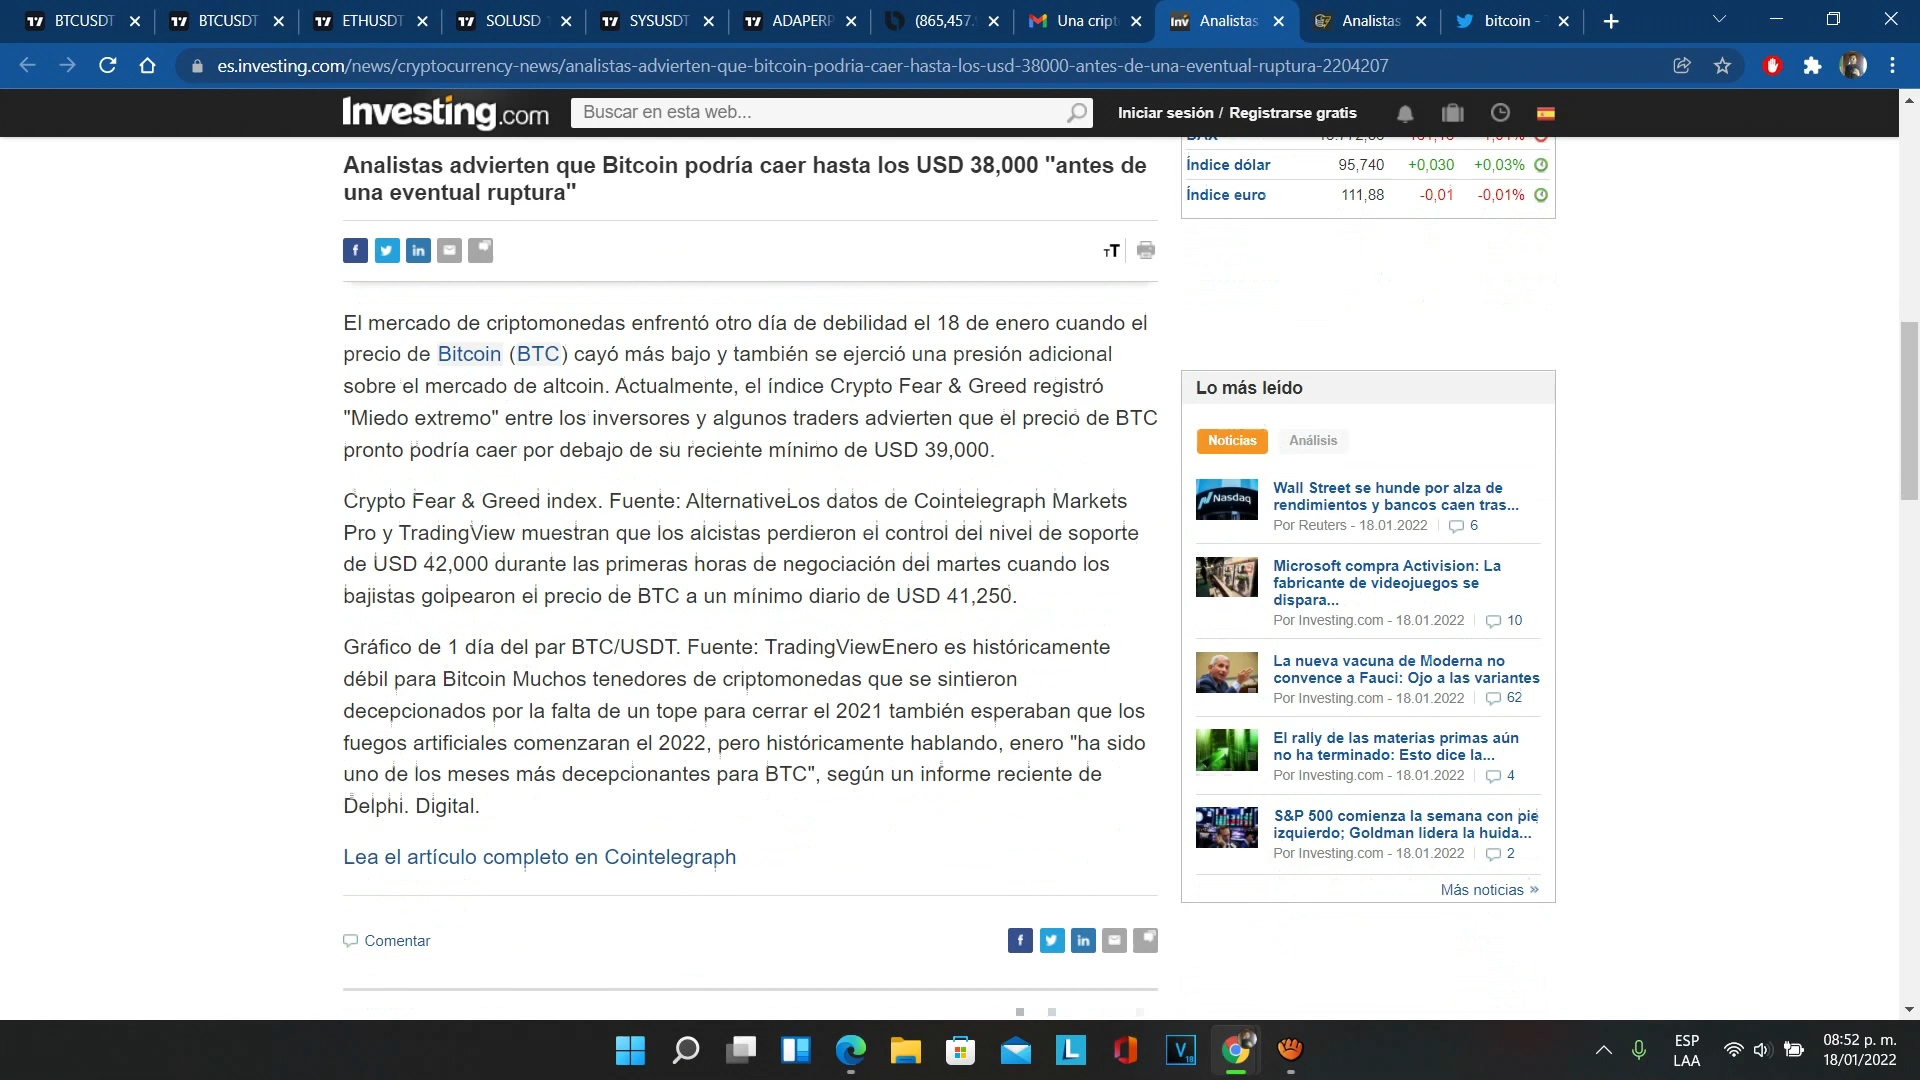 BTCUSDT
BTCUSDT
ETHUSDT
SOLUSD
SYSUSDT
ADAPERP
(865,457.
Una cript
Analistas
Analistas
bitcoin -
es.investing.com/news/cryptocurrency-news/analistas-advierten-que-bitcoin-podria-caer-hasta-los-usd-38000-antes-de-una-eventual-ruptura-2204207
Investing.com
Buscar en esta web...
Iniciar sesión / Registrarse gratis
Analistas advierten que Bitcoin podría caer hasta los USD 38,000 "antes de
una eventual ruptura"
TT
El mercado de criptomonedas enfrentó otro día de debilidad el 18 de enero cuando el
precio de Bitcoin (BTC) cayó más bajo y también se ejerció una presión adicional
sobre el mercado de altcoin. Actualmente, el índice Crypto Fear & Greed registró
"Miedo extremo" entre los inversores y algunos traders advierten que el precio de BTC
pronto podría caer por debajo de su reciente mínimo de USD 39,000.
Crypto Fear & Greed index. Fuente: AlternativeLos datos de Cointelegraph Markets
Pro y TradingView muestran que los alcistas perdieron el control del nivel de soporte
de USD 42,000 durante las primeras horas de negociación del martes cuando los
bajistas golpearon el precio de BTC a un mínimo diario de USD 41,250.
Gráfico de 1 día del par BTC/USDT. Fuente: TradingViewEnero es históricamente
débil para Bitcoin Muchos tenedores de criptomonedas que se sintieron
decepcionados por la falta de un tope para cerrar el 2021 también esperaban que los
fuegos artificiales comenzaran el 2022, pero históricamente hablando, enero "ha sido
uno de los meses más decepcionantes para BTC", según un informe reciente de
Delphi. Digital.
Lea el artículo completo en Cointelegraph
Comentar
DAX
Índice dólar 95,740 +0,030 +0,03%
Índice euro 111,88 -0,01 -0,01%
Lo más leído
Noticias Análisis
Nasdaq
Wall Street se hunde por alza de
rendimientos y bancos caen tras...
Por Reuters - 18.01.2022 6
Microsoft compra Activision: La
fabricante de videojuegos se
dispara...
Por Investing.com - 18.01.2022 10
La nueva vacuna de Moderna no
convence a Fauci: Ojo a las variantes
Por Investing.com - 18.01.2022 62
El rally de las materias primas aún
no ha terminado: Esto dice la...
Por Investing.com - 18.01.2022 4
S&P 500 comienza la semana con pie
izquierdo; Goldman lidera la huida...
Por Investing.com - 18.01.2022 2
Más noticias »
ESP
LAA
08:52 p. m.
18/01/2022